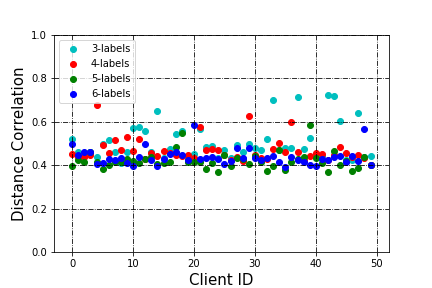 1.0
0.8
0.6
0.4
0.2
0.0
Distance Correlation
3-labels
4-labels
5-labels
6-labels
0 10 20 30 40 50
Client ID